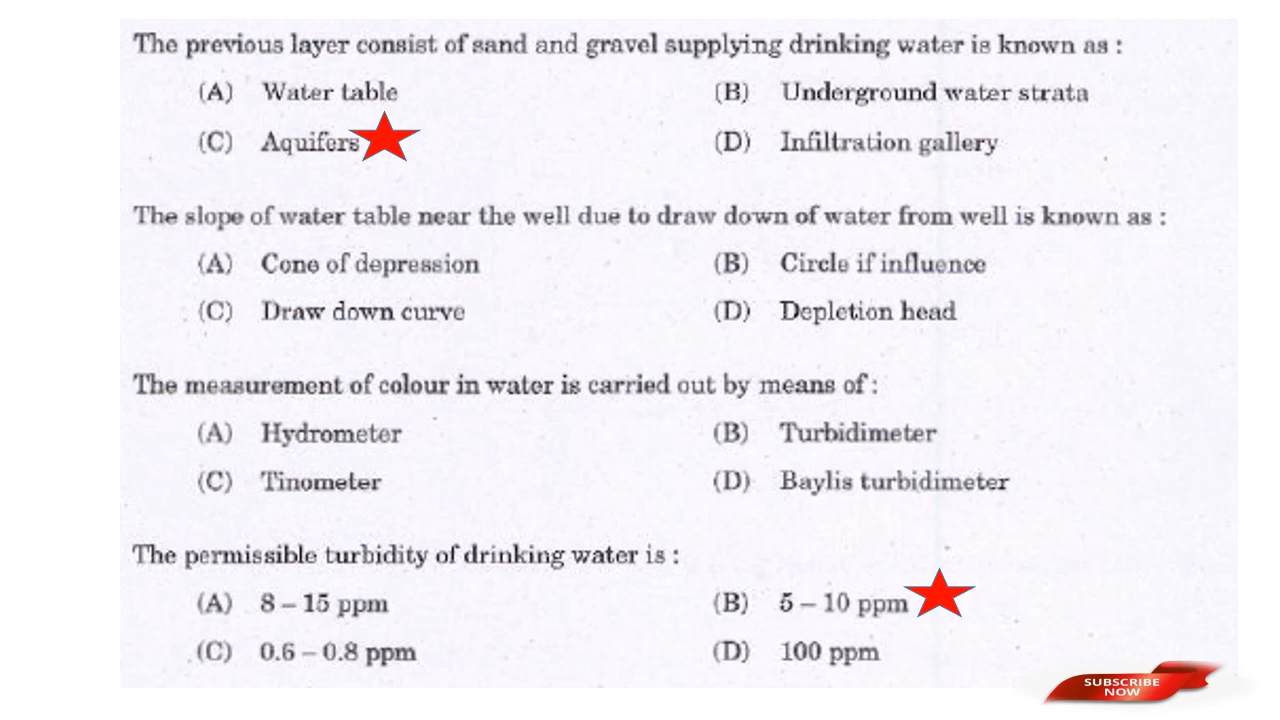 The previous layer consist of sand and gravel supplying drinking water is known as :
(A) Water table (B) Underground water strata
(C) Aquifers (D) Infiltration gallery
The slope of water table near the well due to draw down of water from well is known as :
(A) Cone of depression (B) Circle if influence
(C) Draw down curve (D) Depletion head
The measurement of colour in water is carried out by means of :
(A) Hydrometer (B) Turbidimeter
(C) Tinometer (D) Baylis turbidimeter
The permissible turbidity of drinking water is :
(A) 8 – 15 ppm (B) 5 – 10 ppm
(C) 0.6 – 0.8 ppm (D) 100 ppm
SUBSCRIBE
NOW